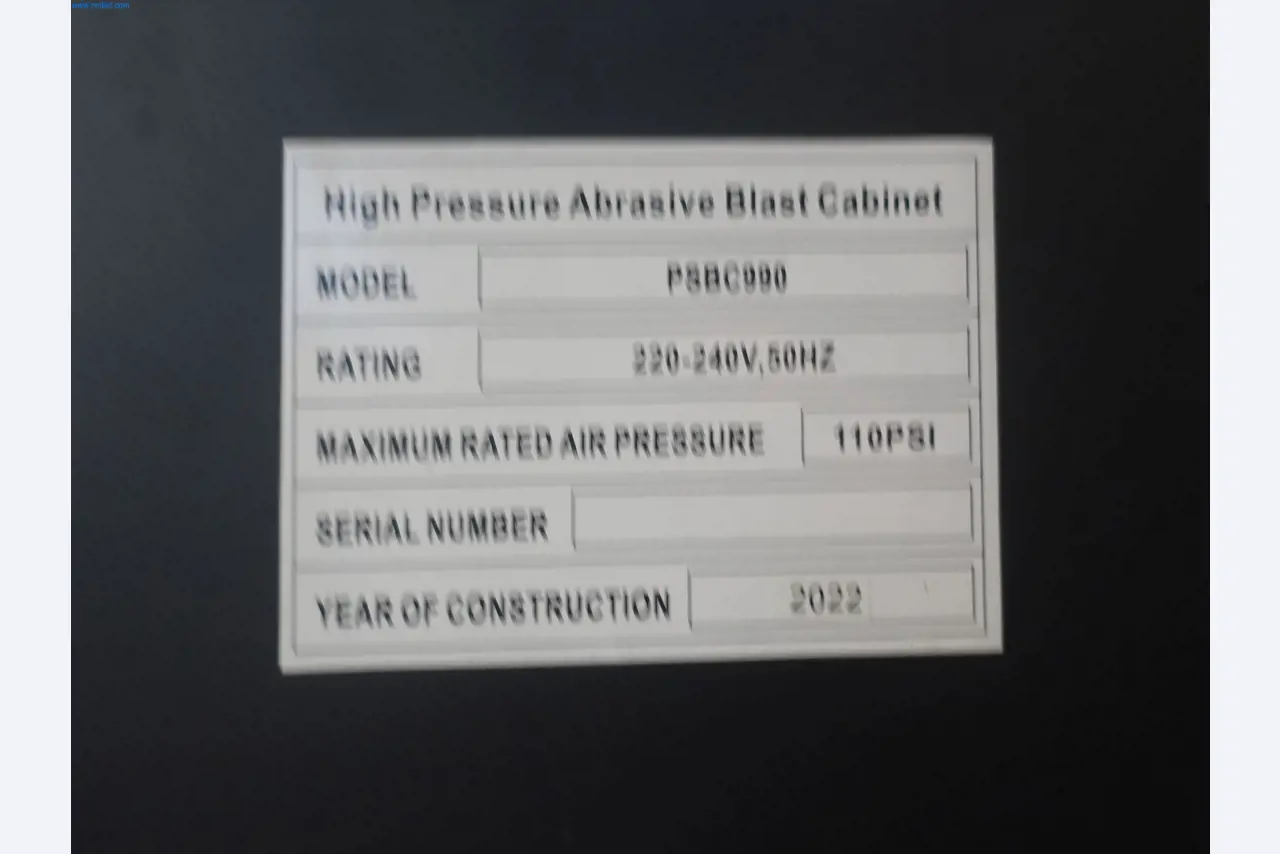 High Pressure Abrasive Blast Cabinet
MODEL PSBC990
RATING 220-240V,50HZ
MAXIMUM RATED AIR PRESSURE 110PSI
SERIAL NUMBER
YEAR OF CONSTRUCTION 2022